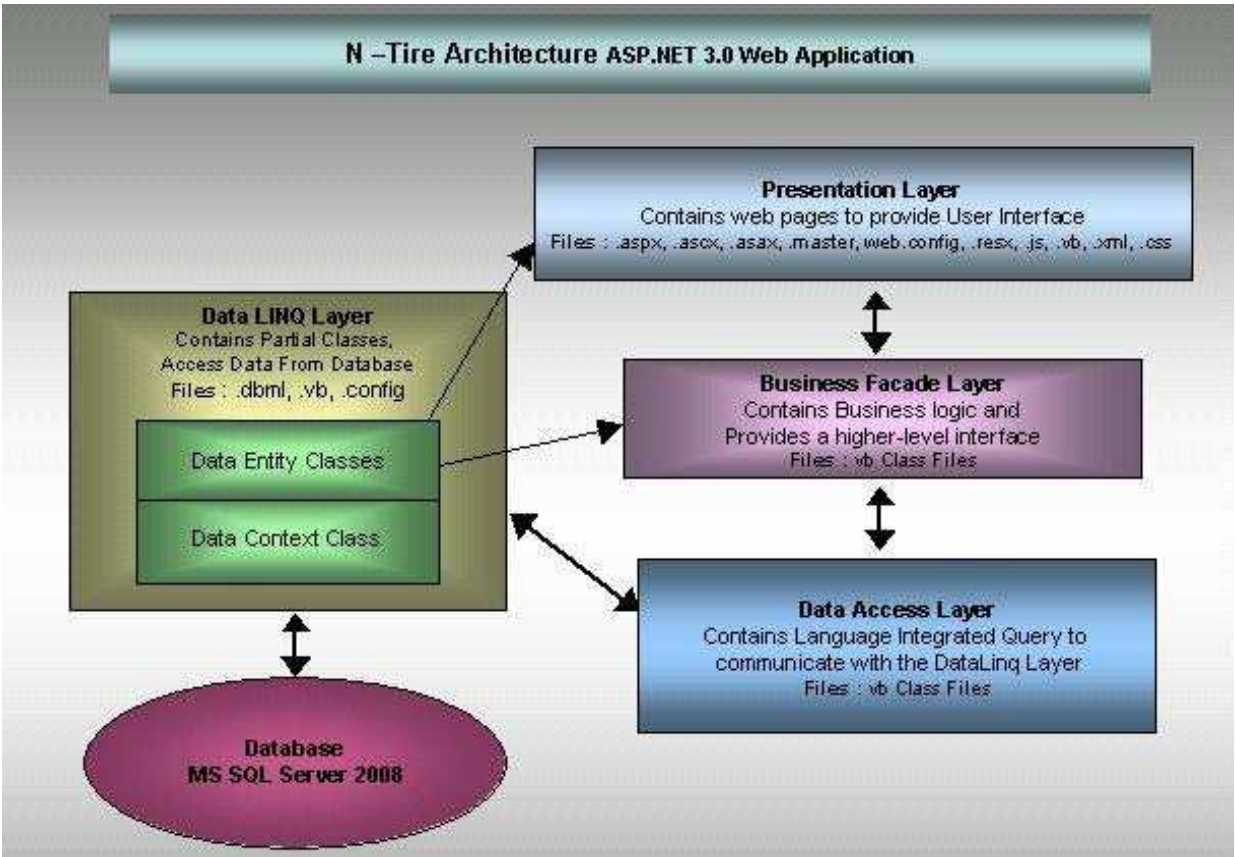 N –Tire Architecture ASP.NET 3.0 Web Application
Presentation Layer
Contains web pages to provide User Interface
Files : .aspx, .ascx, .asax, .master, web.config, .resx, .js, .vb, .xml, .css
Data LINQ Layer
Contains Partial Classes,
Access Data From Database
Files : .dbml, .vb, .config
Data Entity Classes
Data Context Class
Business Facade Layer
Contains Business logic and
Provides a higher-level interface
Files : vb Class Files
Data Access Layer
Contains Language Integrated Query to
communicate with the DataLinq Layer
Files : vb Class Files
Database
MS SQL Server 2008